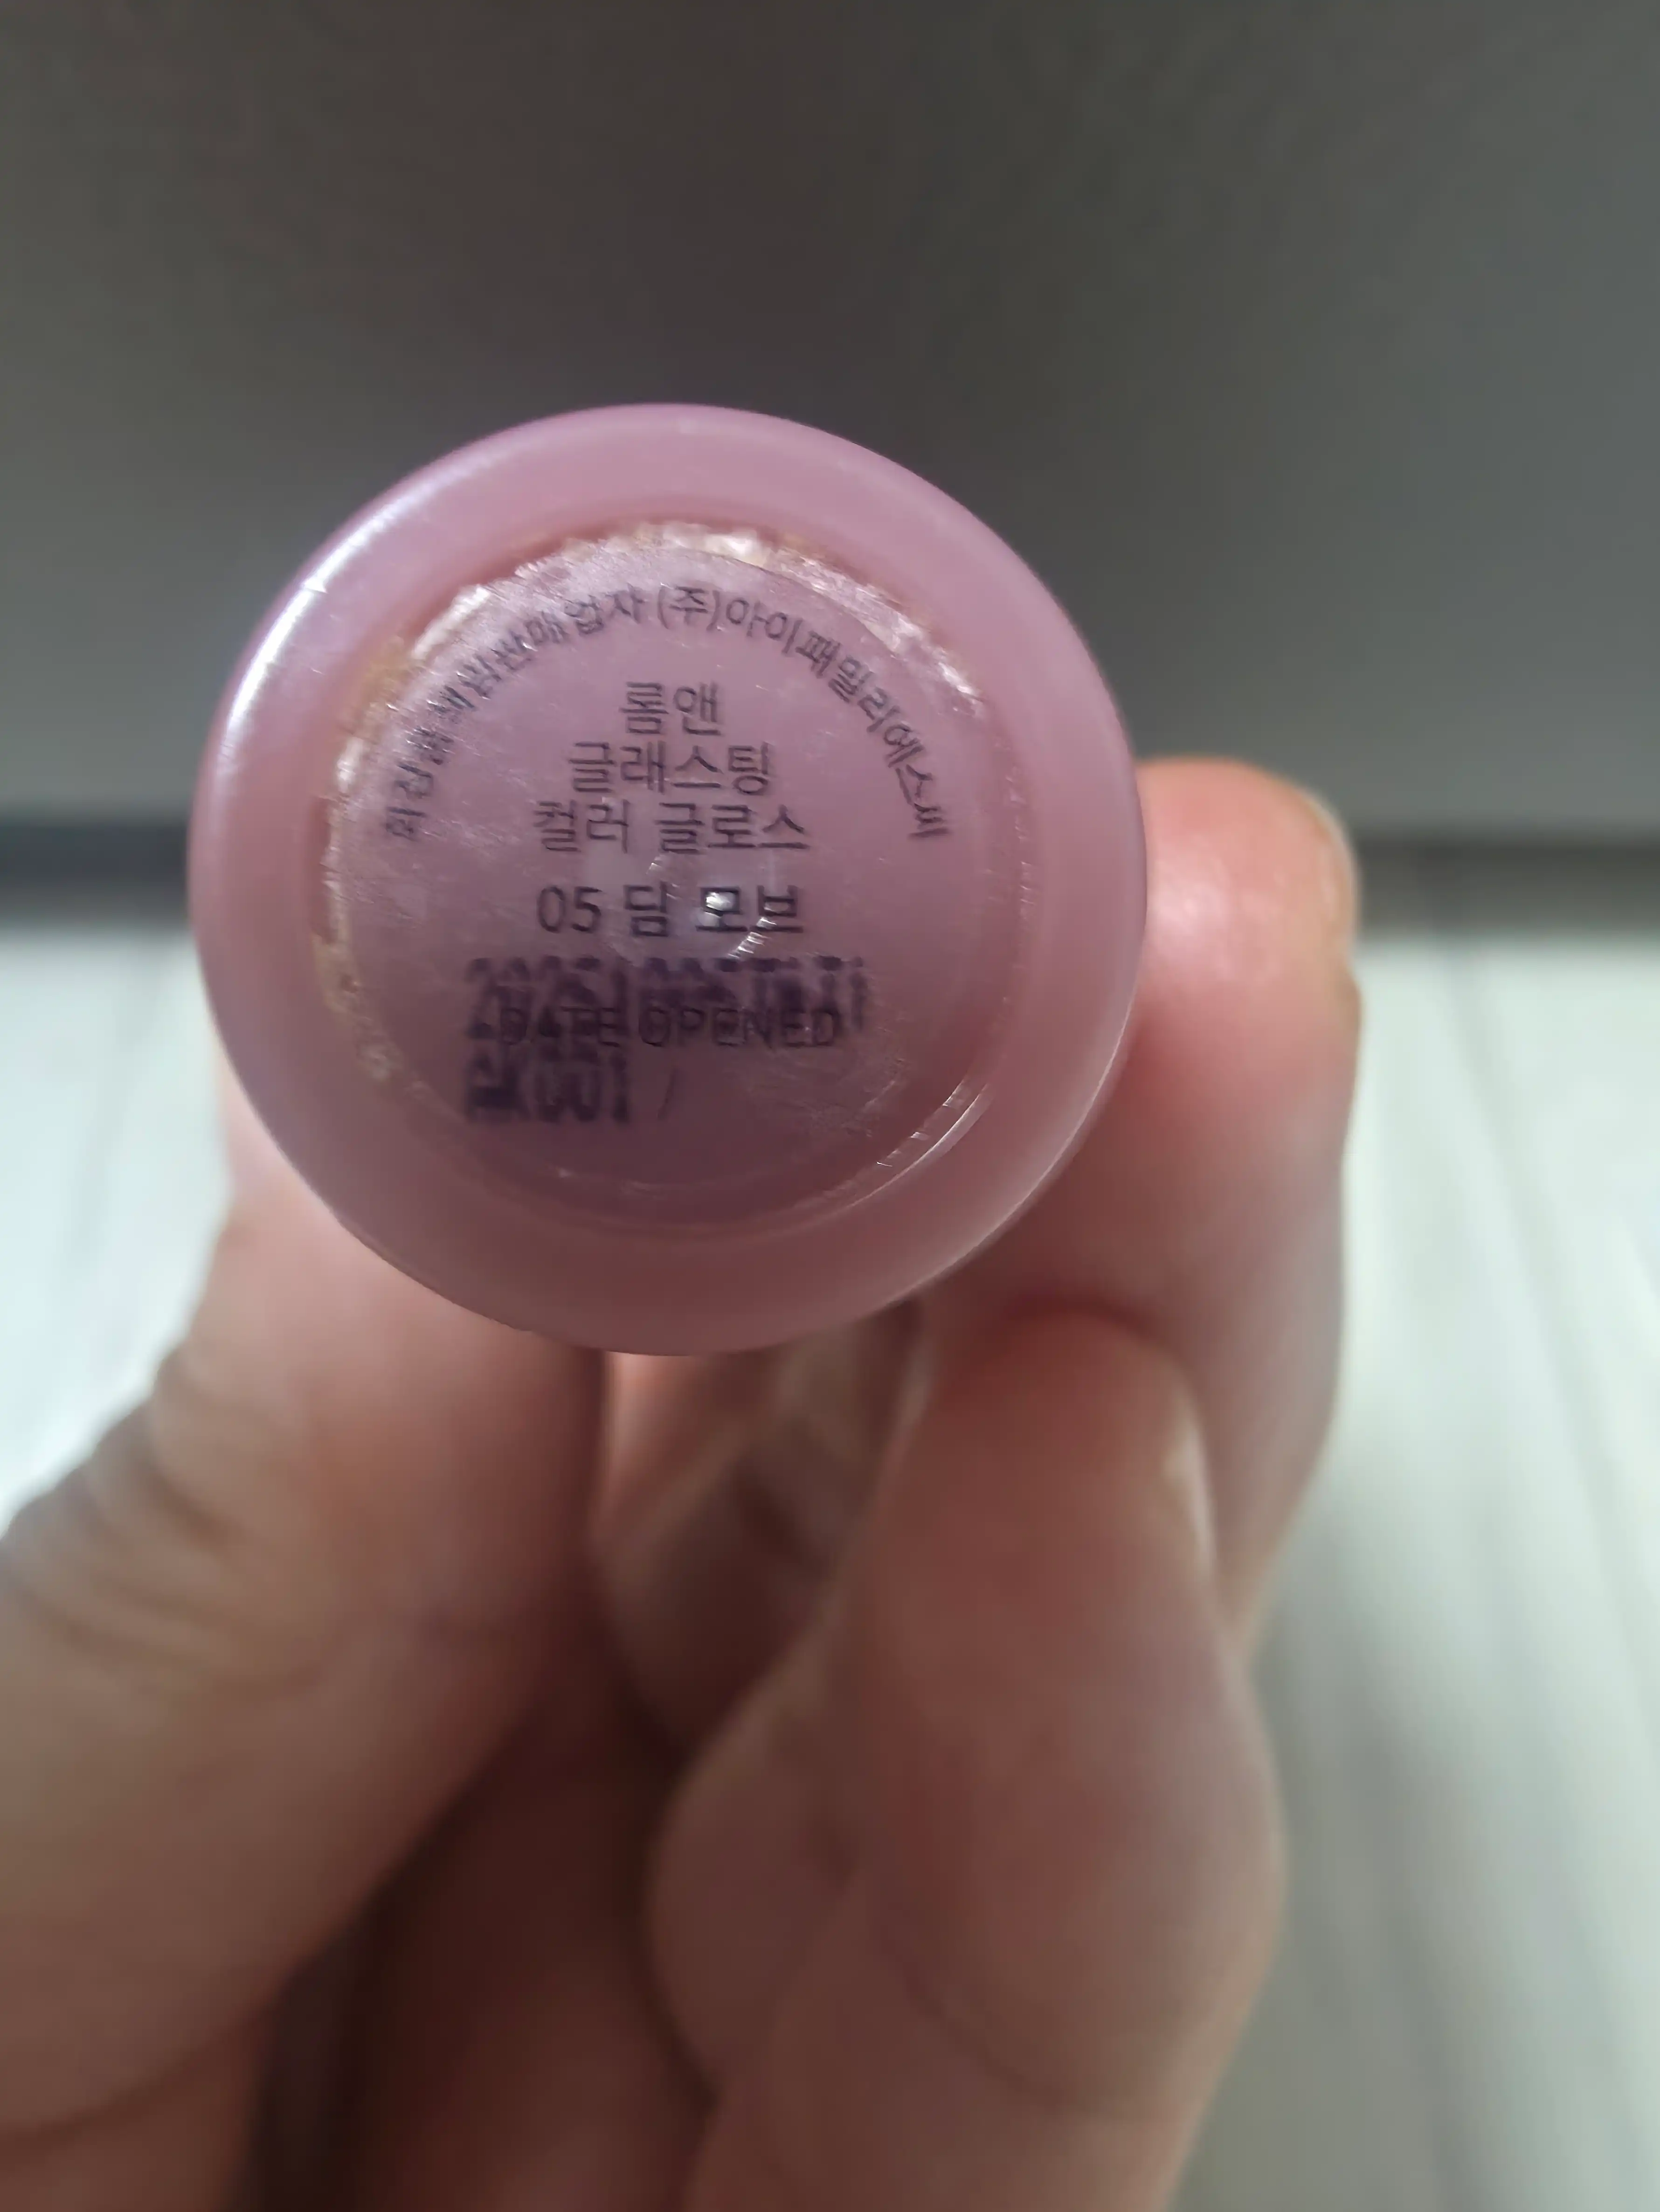 화장품책임판매업자 (주)아이패밀리에스씨
롬앤
글래스팅
컬러 글로스
05 딤 모브
DATE OPENED
/